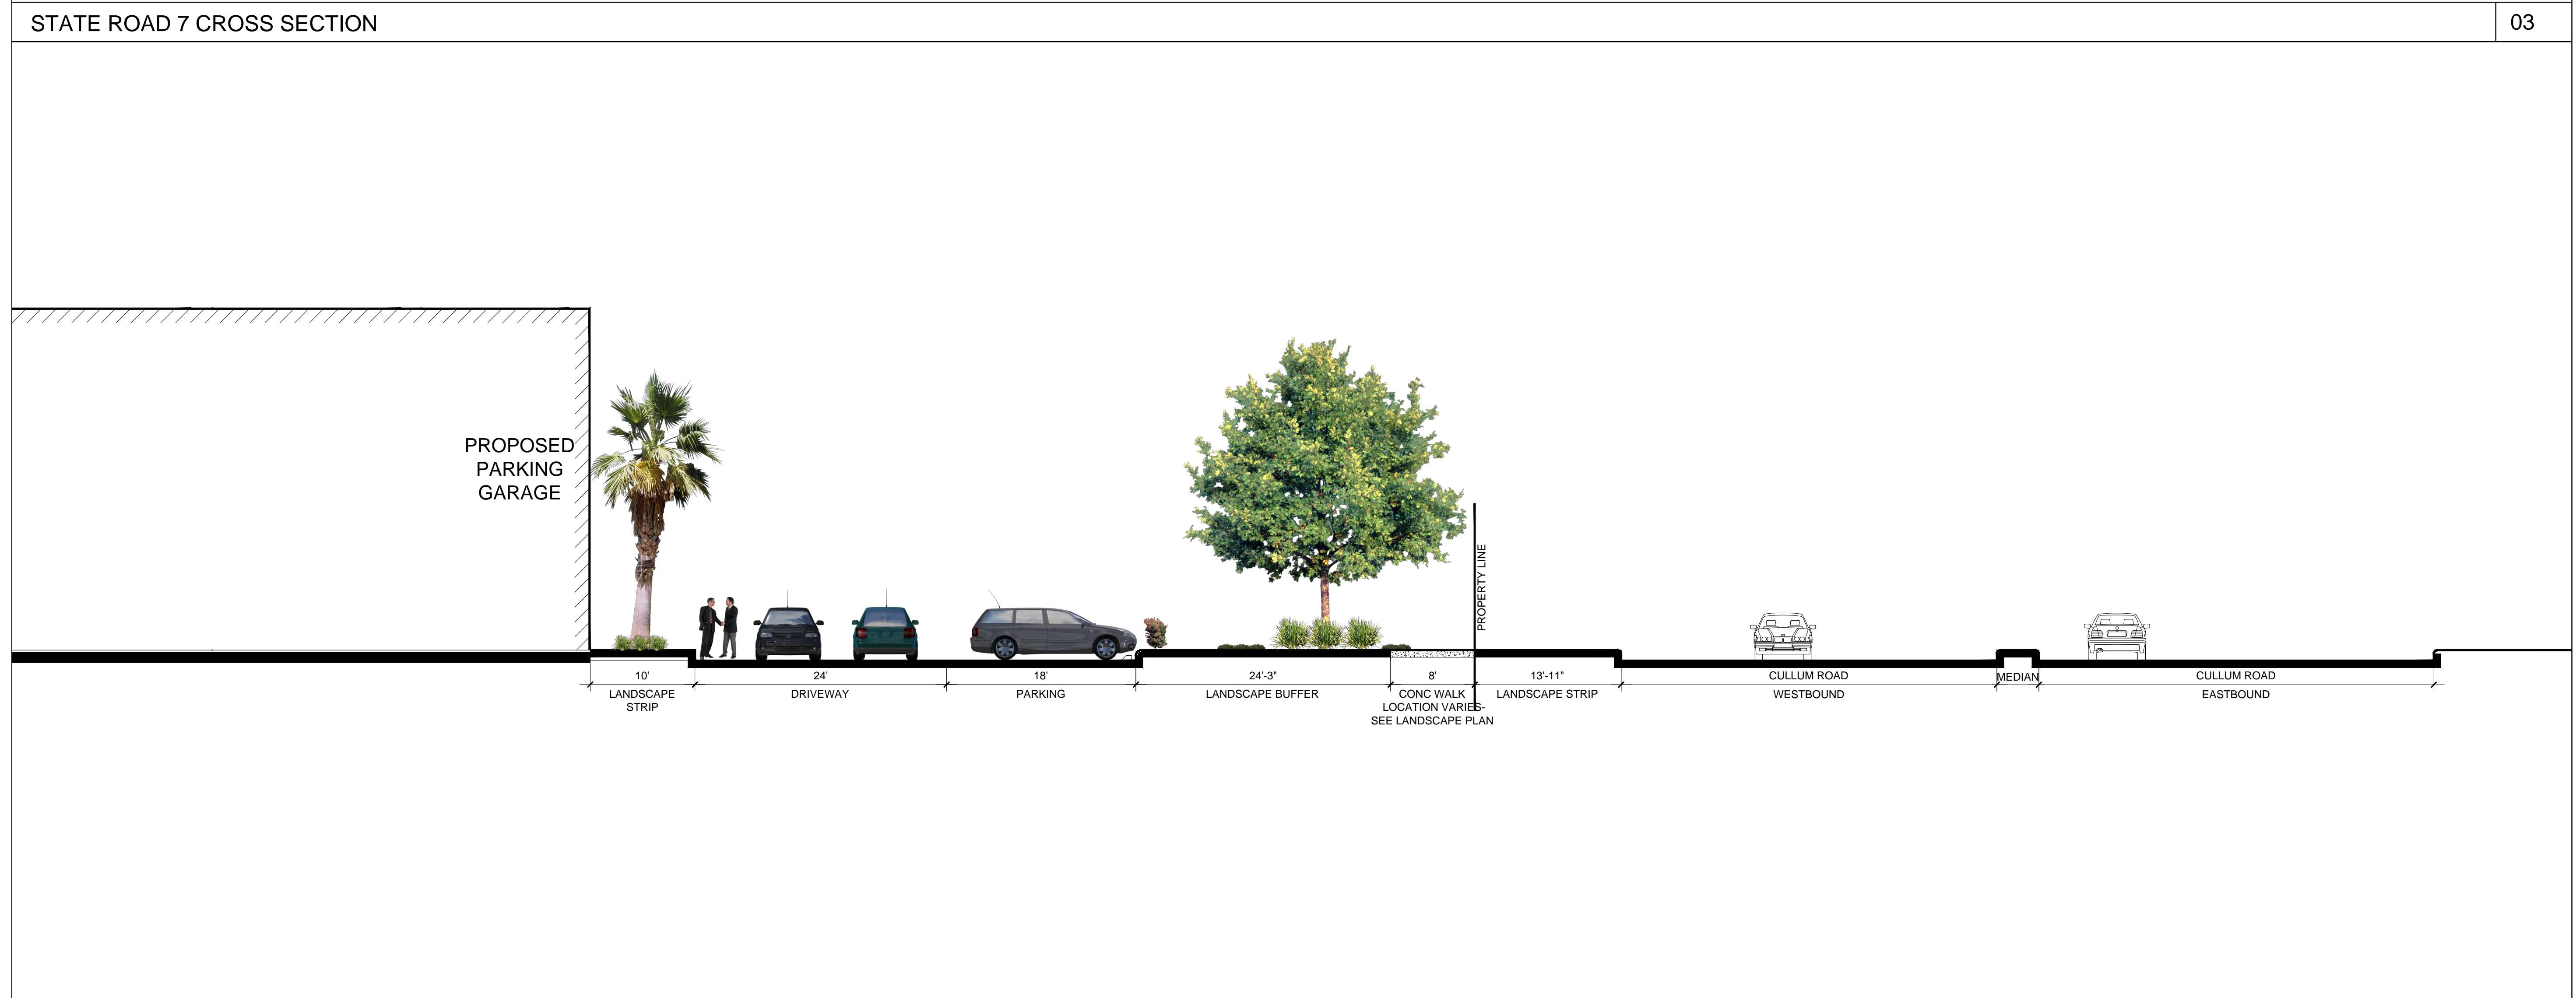 STATE ROAD 7 CROSS SECTION
03
PROPOSED
PARKING
GARAGE
PROPERTY LINE
10'
LANDSCAPE
STRIP
24'
DRIVEWAY
18'
PARKING
24'-3"
LANDSCAPE BUFFER
8'
CONC WALK
LOCATION VARIES-
SEE LANDSCAPE PLAN
13'-11"
LANDSCAPE STRIP
CULLUM ROAD
WESTBOUND
MEDIAN
CULLUM ROAD
EASTBOUND